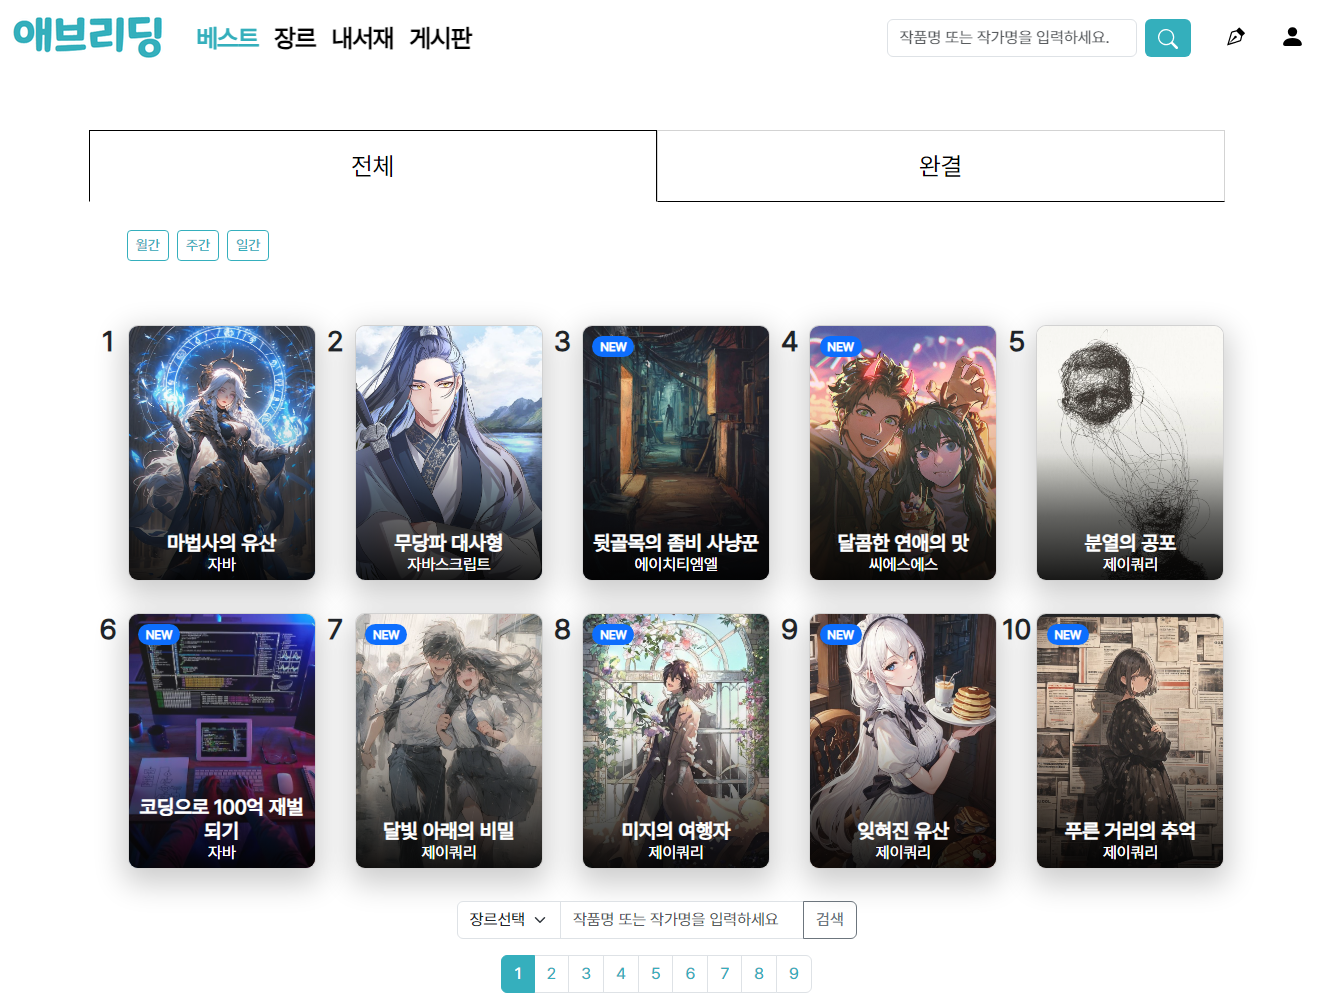 애브리딩
베스트 장르 내서재 게시판
작품명 또는 작가명을 입력하세요.
전체
완결
월간 주간 일간
1
마법사의 유산
자바
2
무당파 대사형
자바스크립트
3
NEW
뒷골목의 좀비 사냥꾼
에이치티엠엘
4
NEW
달콤한 연애의 맛
씨에스에스
5
분열의 공포
제이쿼리
6
NEW
코딩으로 100억 재벌
되기
자바
7
NEW
달빛 아래의 비밀
제이쿼리
8
NEW
미지의 여행자
제이쿼리
9
NEW
잊혀진 유산
제이쿼리
10
NEW
푸른 거리의 추억
제이쿼리
장르선택 작품명 또는 작가명을 입력하세요 검색
1 2 3 4 5 6 7 8 9